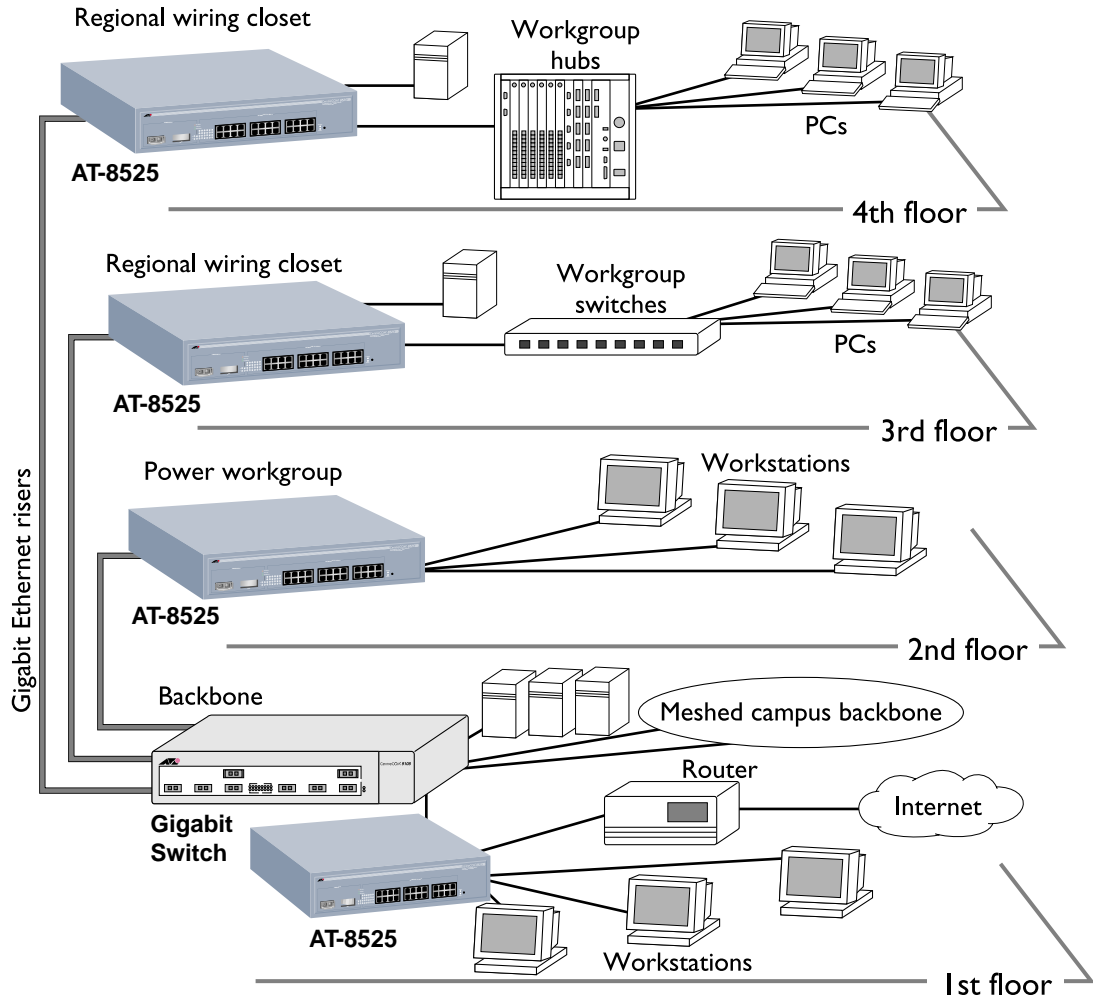 Regional wiring closet
Workgroup
hubs
PCs
AT-8525
4th floor
Regional wiring closet
Workgroup
switches
PCs
AT-8525
3rd floor
Gigabit Ethernet risers
Power workgroup
Workstations
AT-8525
2nd floor
Backbone
Meshed campus backbone
Router
Internet
Gigabit
Switch
AT-8525
Workstations
1st floor